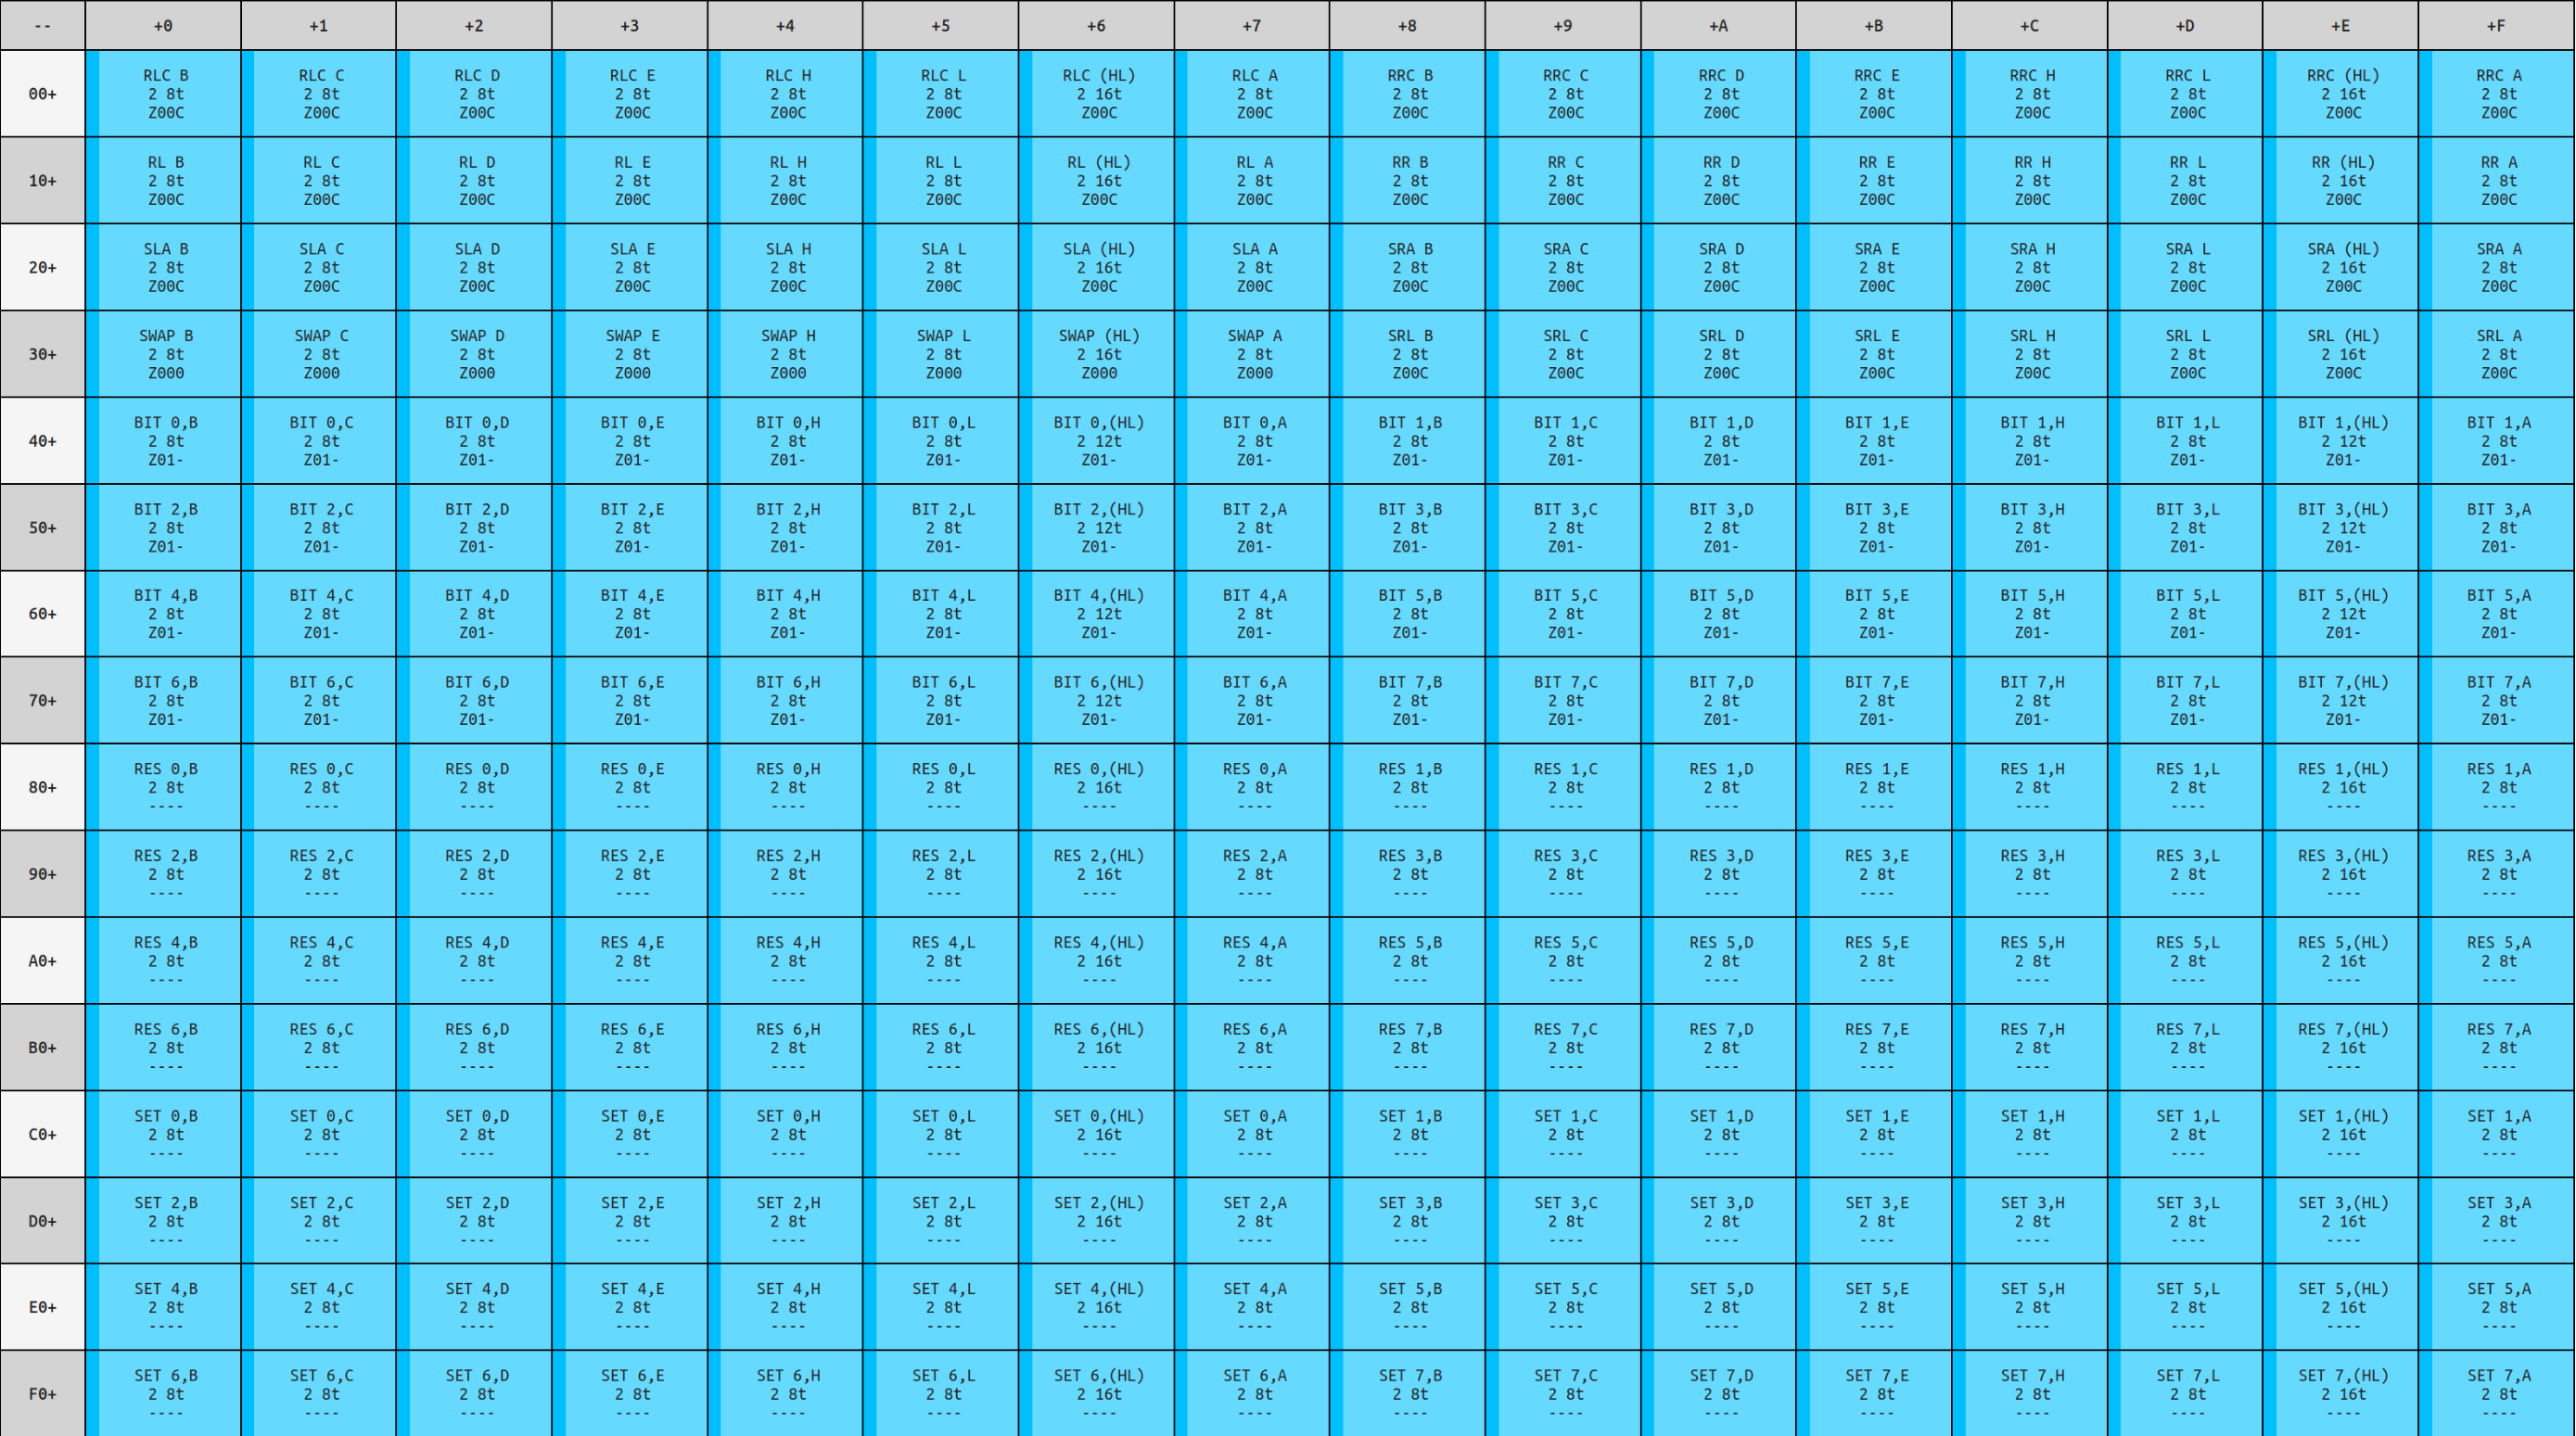 -- +0 +1 +2 +3 +4 +5 +6 +7 +8 +9 +A +B +C +D +E +F
RLC B RLC C RLC D RLC E RLC H RLC L RLC (HL) RLC A RRC B RRC C RRC D RRC E RRC H RRC L RRC (HL) RRC A
00+ 2 8t 2 8t 2 8t 2 8t 2 8t 2 8t 2 16t 2 8t 2 8t 2 8t 2 8t 2 8t 2 8t 2 8t 2 16t 2 8t
Z00C Z00C Z00C Z00C Z00C Z00C Z00C Z00C Z00C Z00C Z00C Z00C Z00C Z00C Z00C Z00C
RL B RL C RL D RL E RL H RL L RL (HL) RL A RR B RR C RR D RR E RR H RR L RR (HL) RR A
10+ 2 8t 2 8t 2 8t 2 8t 2 8t 2 8t 2 16t 2 8t 2 8t 2 8t 2 8t 2 8t 2 8t 2 8t 2 16t 2 8t
Z00C Z00C Z00C Z00C Z00C Z00C Z00C Z00C Z00C Z00C Z00C Z00C Z00C Z00C Z00C Z00C
SLA B SLA C SLA D SLA E SLA H SLA L SLA (HL) SLA A SRA B SRA C SRA D SRA E SRA H SRA L SRA (HL) SRA A
20+ 2 8t 2 8t 2 8t 2 8t 2 8t 2 8t 2 16t 2 8t 2 8t 2 8t 2 8t 2 8t 2 8t 2 8t 2 16t 2 8t
Z00C Z00C Z00C Z00C Z00C Z00C Z00C Z00C Z00C Z00C Z00C Z00C Z00C Z00C Z00C Z00C
SWAP B SWAP C SWAP D SWAP E SWAP H SWAP L SWAP (HL) SWAP A SRL B SRL C SRL D SRL E SRL H SRL L SRL (HL) SRL A
30+ 2 8t 2 8t 2 8t 2 8t 2 8t 2 8t 2 16t 2 8t 2 8t 2 8t 2 8t 2 8t 2 8t 2 8t 2 16t 2 8t
Z000 Z000 Z000 Z000 Z000 Z000 Z000 Z000 Z00C Z00C Z00C Z00C Z00C Z00C Z00C Z00C
BIT 0,B BIT 0,C BIT 0,D BIT 0,E BIT 0,H BIT 0,L BIT 0,(HL) BIT 0,A BIT 1,B BIT 1,C BIT 1,D BIT 1,E BIT 1,H BIT 1,L BIT 1,(HL) BIT 1,A
40+ 2 8t 2 8t 2 8t 2 8t 2 8t 2 8t 2 12t 2 8t 2 8t 2 8t 2 8t 2 8t 2 8t 2 8t 2 12t 2 8t
Z01- Z01- Z01- Z01- Z01- Z01- Z01- Z01- Z01- Z01- Z01- Z01- Z01- Z01- Z01- Z01-
BIT 2,B BIT 2,C BIT 2,D BIT 2,E BIT 2,H BIT 2,L BIT 2,(HL) BIT 2,A BIT 3,B BIT 3,C BIT 3,D BIT 3,E BIT 3,H BIT 3,L BIT 3,(HL) BIT 3,A
50+ 2 8t 2 8t 2 8t 2 8t 2 8t 2 8t 2 12t 2 8t 2 8t 2 8t 2 8t 2 8t 2 8t 2 8t 2 12t 2 8t
Z01- Z01- Z01- Z01- Z01- Z01- Z01- Z01- Z01- Z01- Z01- Z01- Z01- Z01- Z01- Z01-
BIT 4,B BIT 4,C BIT 4,D BIT 4,E BIT 4,H BIT 4,L BIT 4,(HL) BIT 4,A BIT 5,B BIT 5,C BIT 5,D BIT 5,E BIT 5,H BIT 5,L BIT 5,(HL) BIT 5,A
60+ 2 8t 2 8t 2 8t 2 8t 2 8t 2 8t 2 12t 2 8t 2 8t 2 8t 2 8t 2 8t 2 8t 2 8t 2 12t 2 8t
Z01- Z01- Z01- Z01- Z01- Z01- Z01- Z01- Z01- Z01- Z01- Z01- Z01- Z01- Z01- Z01-
BIT 6,B BIT 6,C BIT 6,D BIT 6,E BIT 6,H BIT 6,L BIT 6,(HL) BIT 6,A BIT 7,B BIT 7,C BIT 7,D BIT 7,E BIT 7,H BIT 7,L BIT 7,(HL) BIT 7,A
70+ 2 8t 2 8t 2 8t 2 8t 2 8t 2 8t 2 12t 2 8t 2 8t 2 8t 2 8t 2 8t 2 8t 2 8t 2 12t 2 8t
Z01- Z01- Z01- Z01- Z01- Z01- Z01- Z01- Z01- Z01- Z01- Z01- Z01- Z01- Z01- Z01-
RES 0,B RES 0,C RES 0,D RES 0,E RES 0,H RES 0,L RES 0,(HL) RES 0,A RES 1,B RES 1,C RES 1,D RES 1,E RES 1,H RES 1,L RES 1,(HL) RES 1,A
80+ 2 8t 2 8t 2 8t 2 8t 2 8t 2 8t 2 16t 2 8t 2 8t 2 8t 2 8t 2 8t 2 8t 2 8t 2 16t 2 8t
---- ---- ---- ---- ---- ---- ---- ---- ---- ---- ---- ---- ---- ---- ---- ----
RES 2,B RES 2,C RES 2,D RES 2,E RES 2,H RES 2,L RES 2,(HL) RES 2,A RES 3,B RES 3,C RES 3,D RES 3,E RES 3,H RES 3,L RES 3,(HL) RES 3,A
90+ 2 8t 2 8t 2 8t 2 8t 2 8t 2 8t 2 16t 2 8t 2 8t 2 8t 2 8t 2 8t 2 8t 2 8t 2 16t 2 8t
---- ---- ---- ---- ---- ---- ---- ---- ---- ---- ---- ---- ---- ---- ---- ----
RES 4,B RES 4,C RES 4,D RES 4,E RES 4,H RES 4,L RES 4,(HL) RES 4,A RES 5,B RES 5,C RES 5,D RES 5,E RES 5,H RES 5,L RES 5,(HL) RES 5,A
A0+ 2 8t 2 8t 2 8t 2 8t 2 8t 2 8t 2 16t 2 8t 2 8t 2 8t 2 8t 2 8t 2 8t 2 8t 2 16t 2 8t
---- ---- ---- ---- ---- ---- ---- ---- ---- ---- ---- ---- ---- ---- ---- ----
RES 6,B RES 6,C RES 6,D RES 6,E RES 6,H RES 6,L RES 6,(HL) RES 6,A RES 7,B RES 7,C RES 7,D RES 7,E RES 7,H RES 7,L RES 7,(HL) RES 7,A
B0+ 2 8t 2 8t 2 8t 2 8t 2 8t 2 8t 2 16t 2 8t 2 8t 2 8t 2 8t 2 8t 2 8t 2 8t 2 16t 2 8t
---- ---- ---- ---- ---- ---- ---- ---- ---- ---- ---- ---- ---- ---- ---- ----
SET 0,B SET 0,C SET 0,D SET 0,E SET 0,H SET 0,L SET 0,(HL) SET 0,A SET 1,B SET 1,C SET 1,D SET 1,E SET 1,H SET 1,L SET 1,(HL) SET 1,A
C0+ 2 8t 2 8t 2 8t 2 8t 2 8t 2 8t 2 16t 2 8t 2 8t 2 8t 2 8t 2 8t 2 8t 2 8t 2 16t 2 8t
---- ---- ---- ---- ---- ---- ---- ---- ---- ---- ---- ---- ---- ---- ---- ----
SET 2,B SET 2,C SET 2,D SET 2,E SET 2,H SET 2,L SET 2,(HL) SET 2,A SET 3,B SET 3,C SET 3,D SET 3,E SET 3,H SET 3,L SET 3,(HL) SET 3,A
D0+ 2 8t 2 8t 2 8t 2 8t 2 8t 2 8t 2 16t 2 8t 2 8t 2 8t 2 8t 2 8t 2 8t 2 8t 2 16t 2 8t
---- ---- ---- ---- ---- ---- ---- ---- ---- ---- ---- ---- ---- ---- ---- ----
SET 4,B SET 4,C SET 4,D SET 4,E SET 4,H SET 4,L SET 4,(HL) SET 4,A SET 5,B SET 5,C SET 5,D SET 5,E SET 5,H SET 5,L SET 5,(HL) SET 5,A
E0+ 2 8t 2 8t 2 8t 2 8t 2 8t 2 8t 2 16t 2 8t 2 8t 2 8t 2 8t 2 8t 2 8t 2 8t 2 16t 2 8t
---- ---- ---- ---- ---- ---- ---- ---- ---- ---- ---- ---- ---- ---- ---- ----
SET 6,B SET 6,C SET 6,D SET 6,E SET 6,H SET 6,L SET 6,(HL) SET 6,A SET 7,B SET 7,C SET 7,D SET 7,E SET 7,H SET 7,L SET 7,(HL) SET 7,A
F0+ 2 8t 2 8t 2 8t 2 8t 2 8t 2 8t 2 16t 2 8t 2 8t 2 8t 2 8t 2 8t 2 8t 2 8t 2 16t 2 8t
---- ---- ---- ---- ---- ---- ---- ---- ---- ---- ---- ---- ---- ---- ---- ----